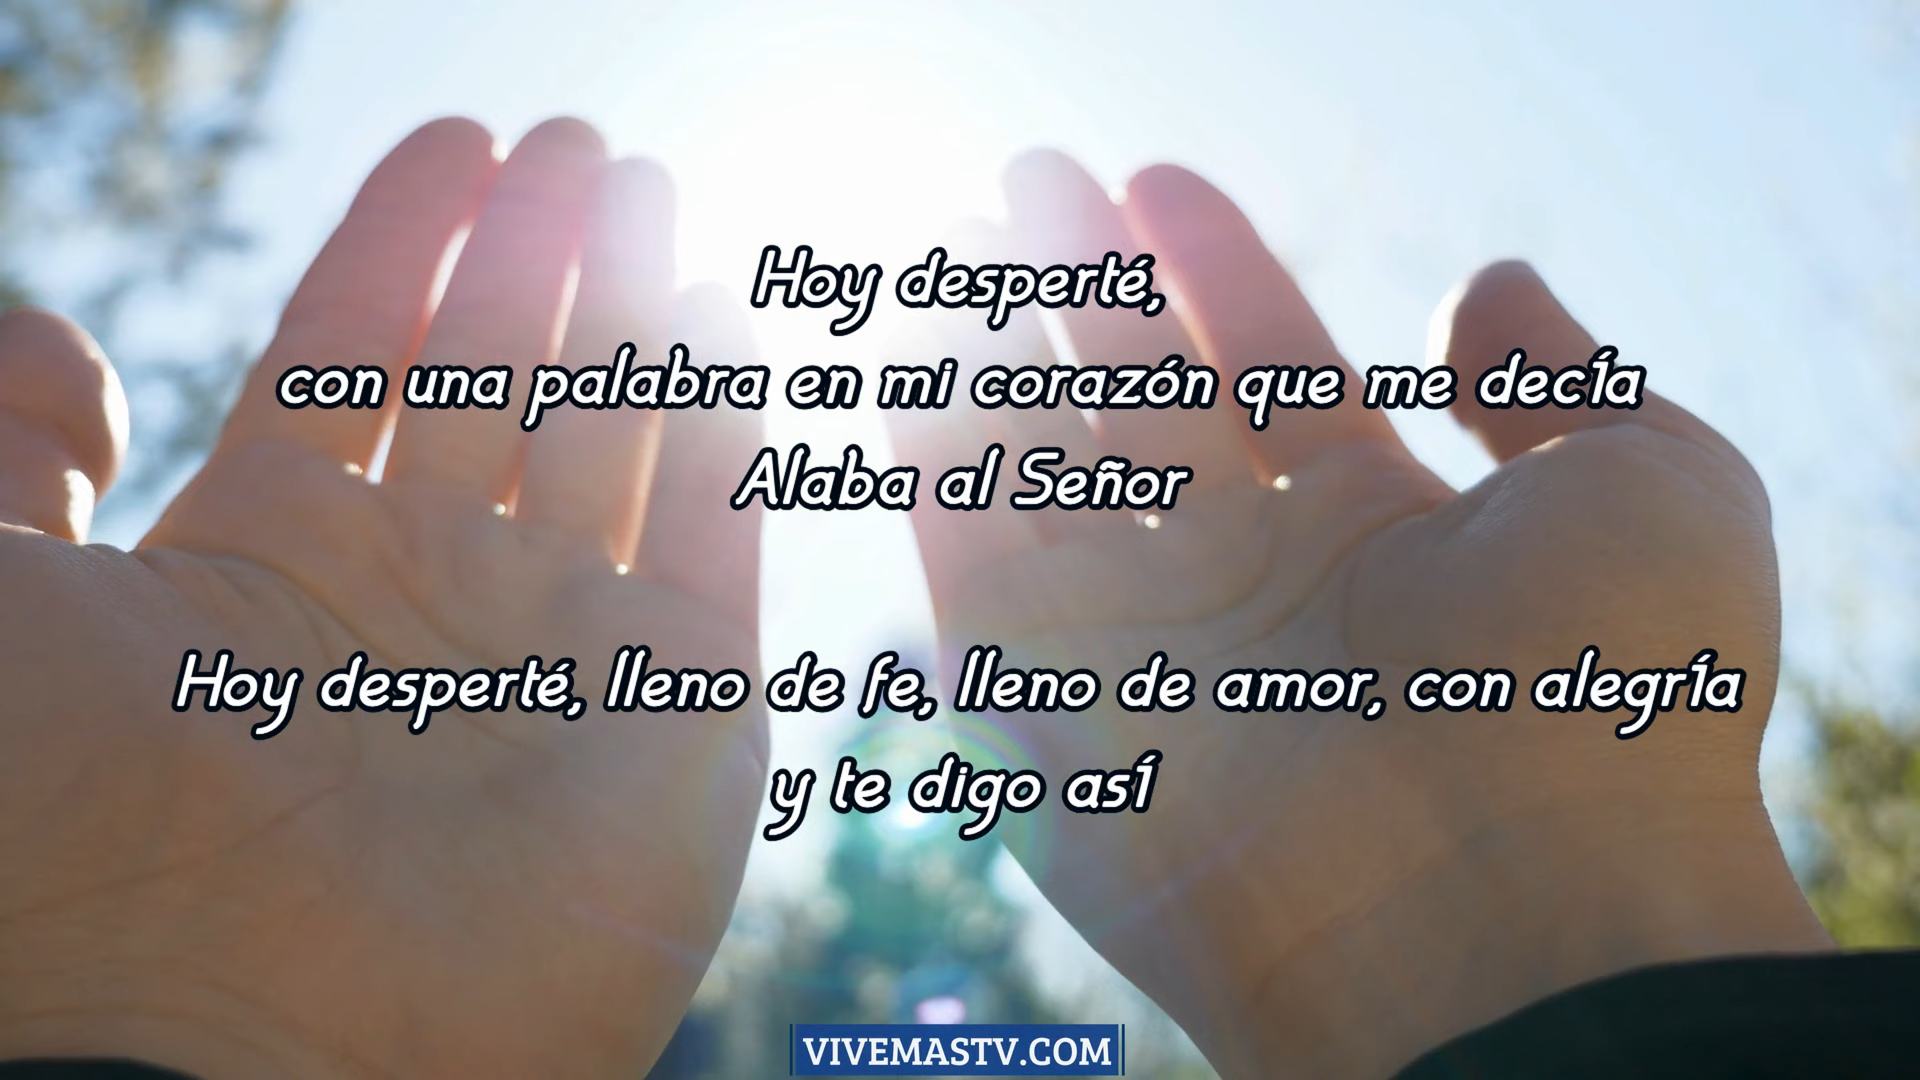 Hoy desperté,
con una palabra en mi corazón que me decía
Alaba al Señor
Hoy desperté, lleno de fe, lleno de amor, con alegría
y te digo así
VIVEMASTV.COM